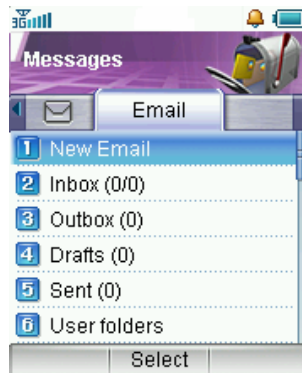 3G
Messages
Email
1 New Email
2 Inbox (0/0)
3 Outbox (0)
4 Drafts (0)
5 Sent (0)
6 User folders
Select